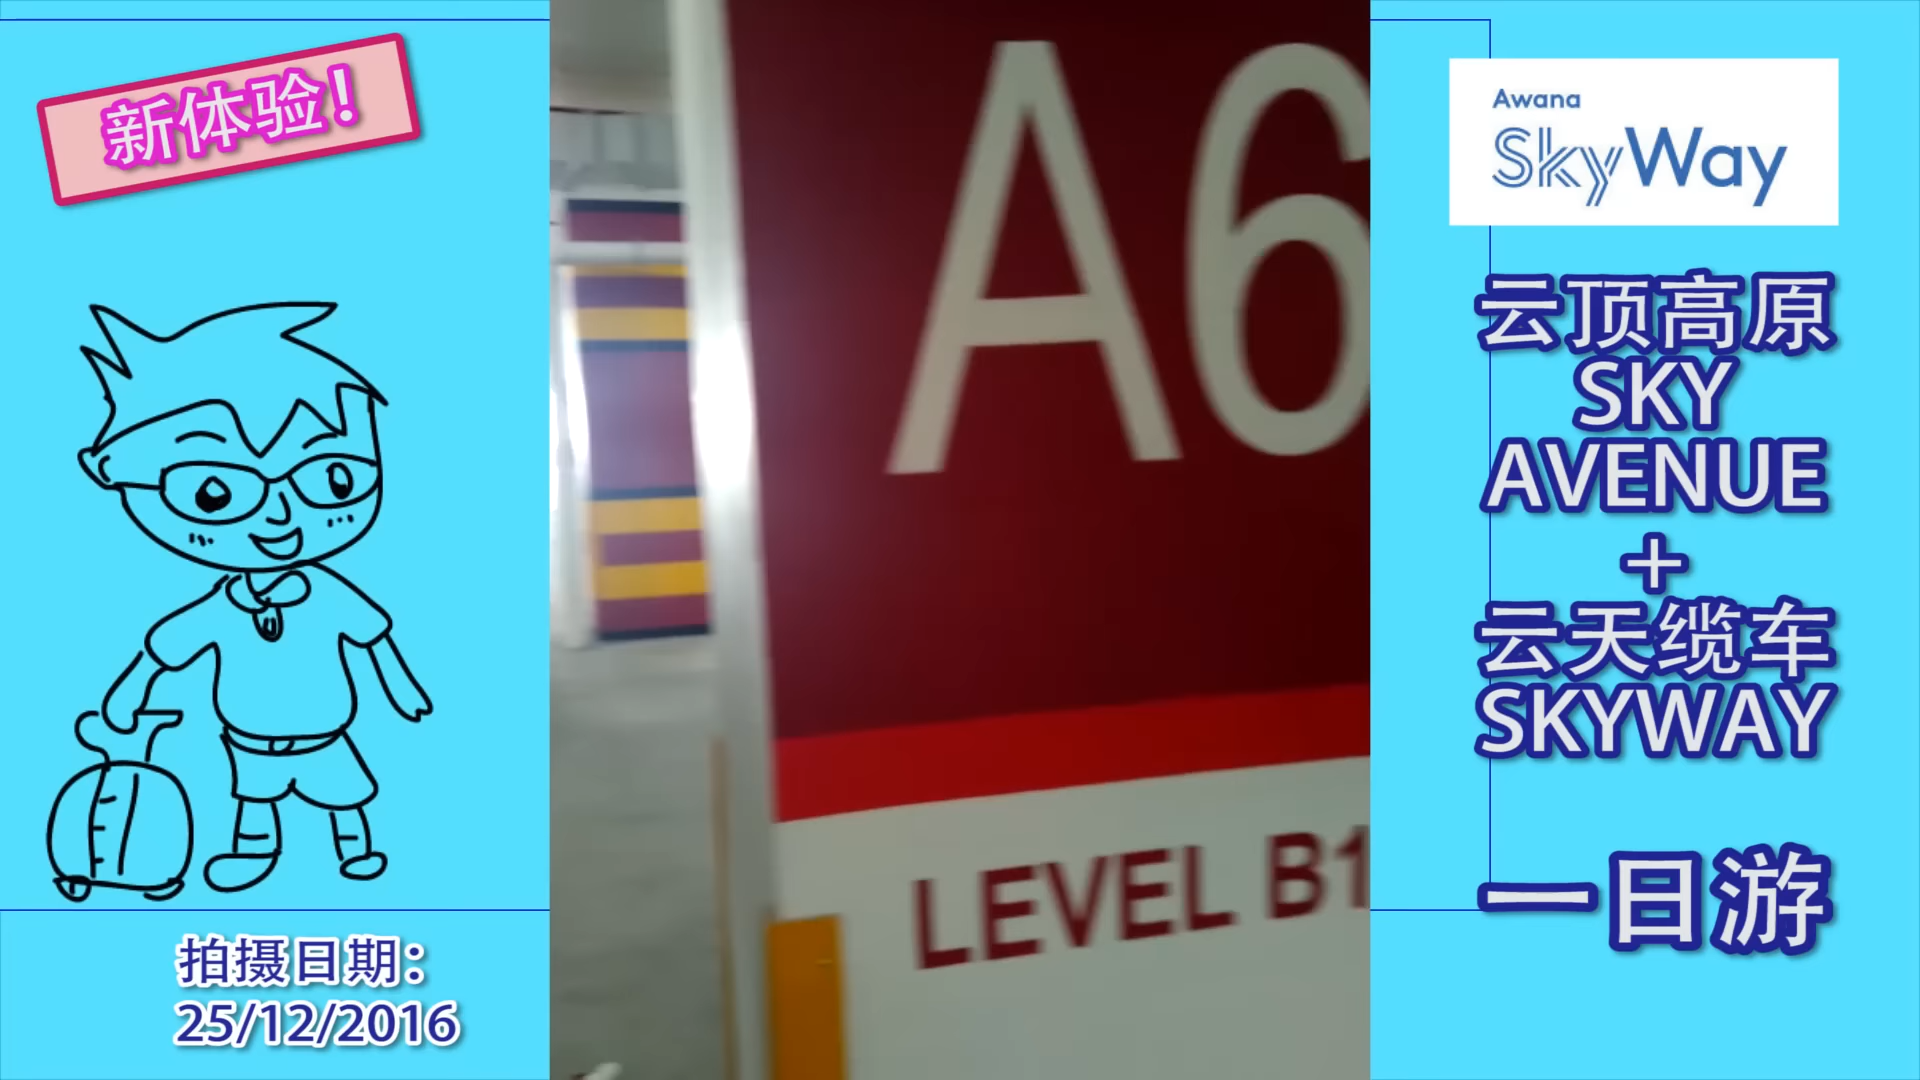 新体验！
拍摄日期：
25/12/2016
A6
LEVEL B1
Awana
SkyWay
云顶高原
SKY
AVENUE
+
云天缆车
SKYWAY
一日游